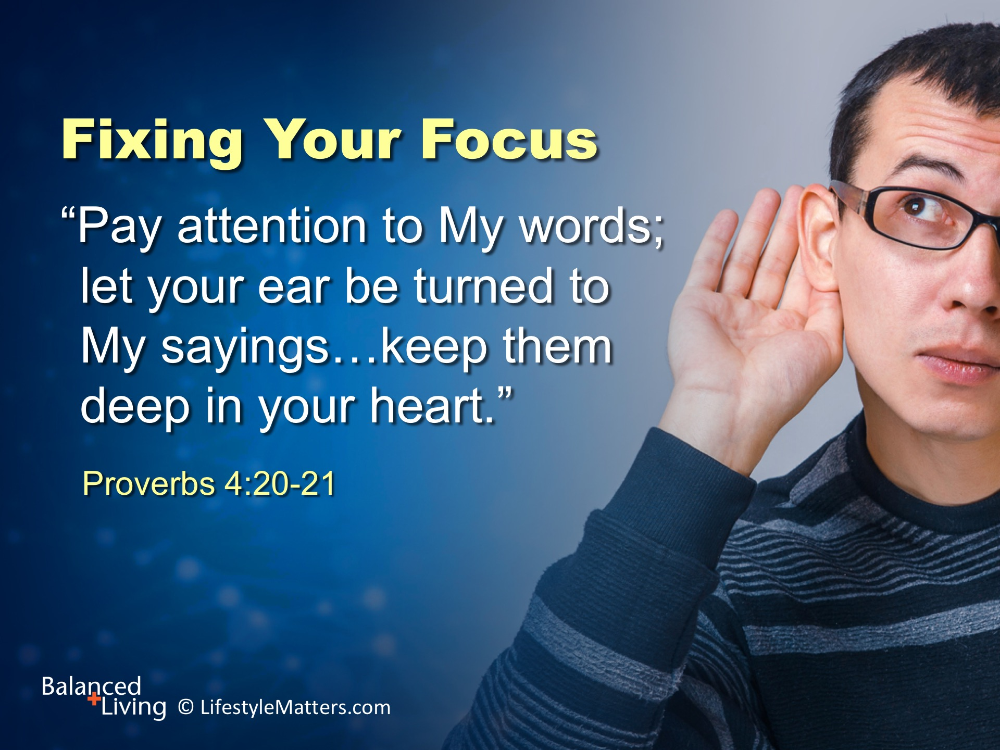 Fixing Your Focus
“Pay attention to My words;
let your ear be turned to
My sayings…keep them
deep in your heart.”
Proverbs 4:20-21
Balanced
Living © LifestyleMatters.com